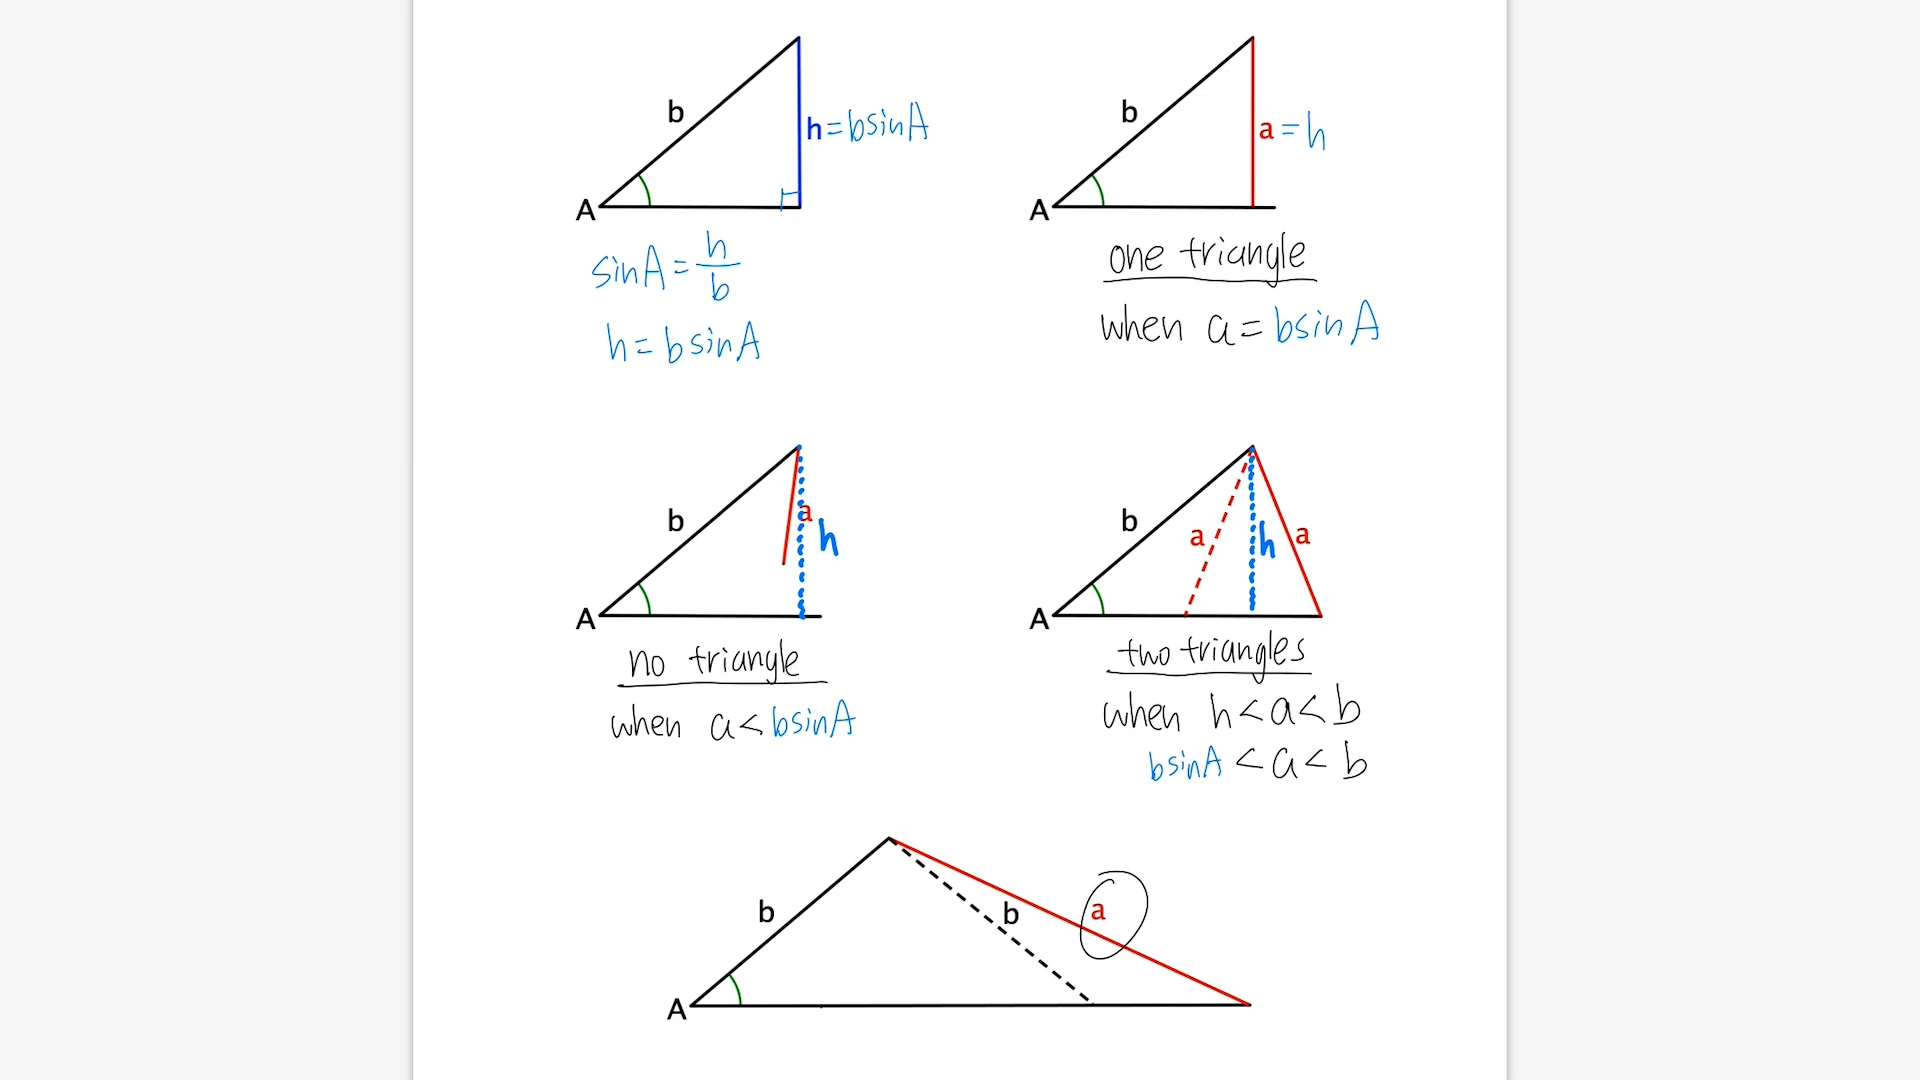 b
h=bsinA
A
sinA=h/b
h=bsinA
b
a=h
A
one triangle
when a=bsinA
b
a
h
A
no triangle
when a<bsinA
b
a
h
a
A
two triangles
when h<a<b
bsinA<a<b
b
b
a
A